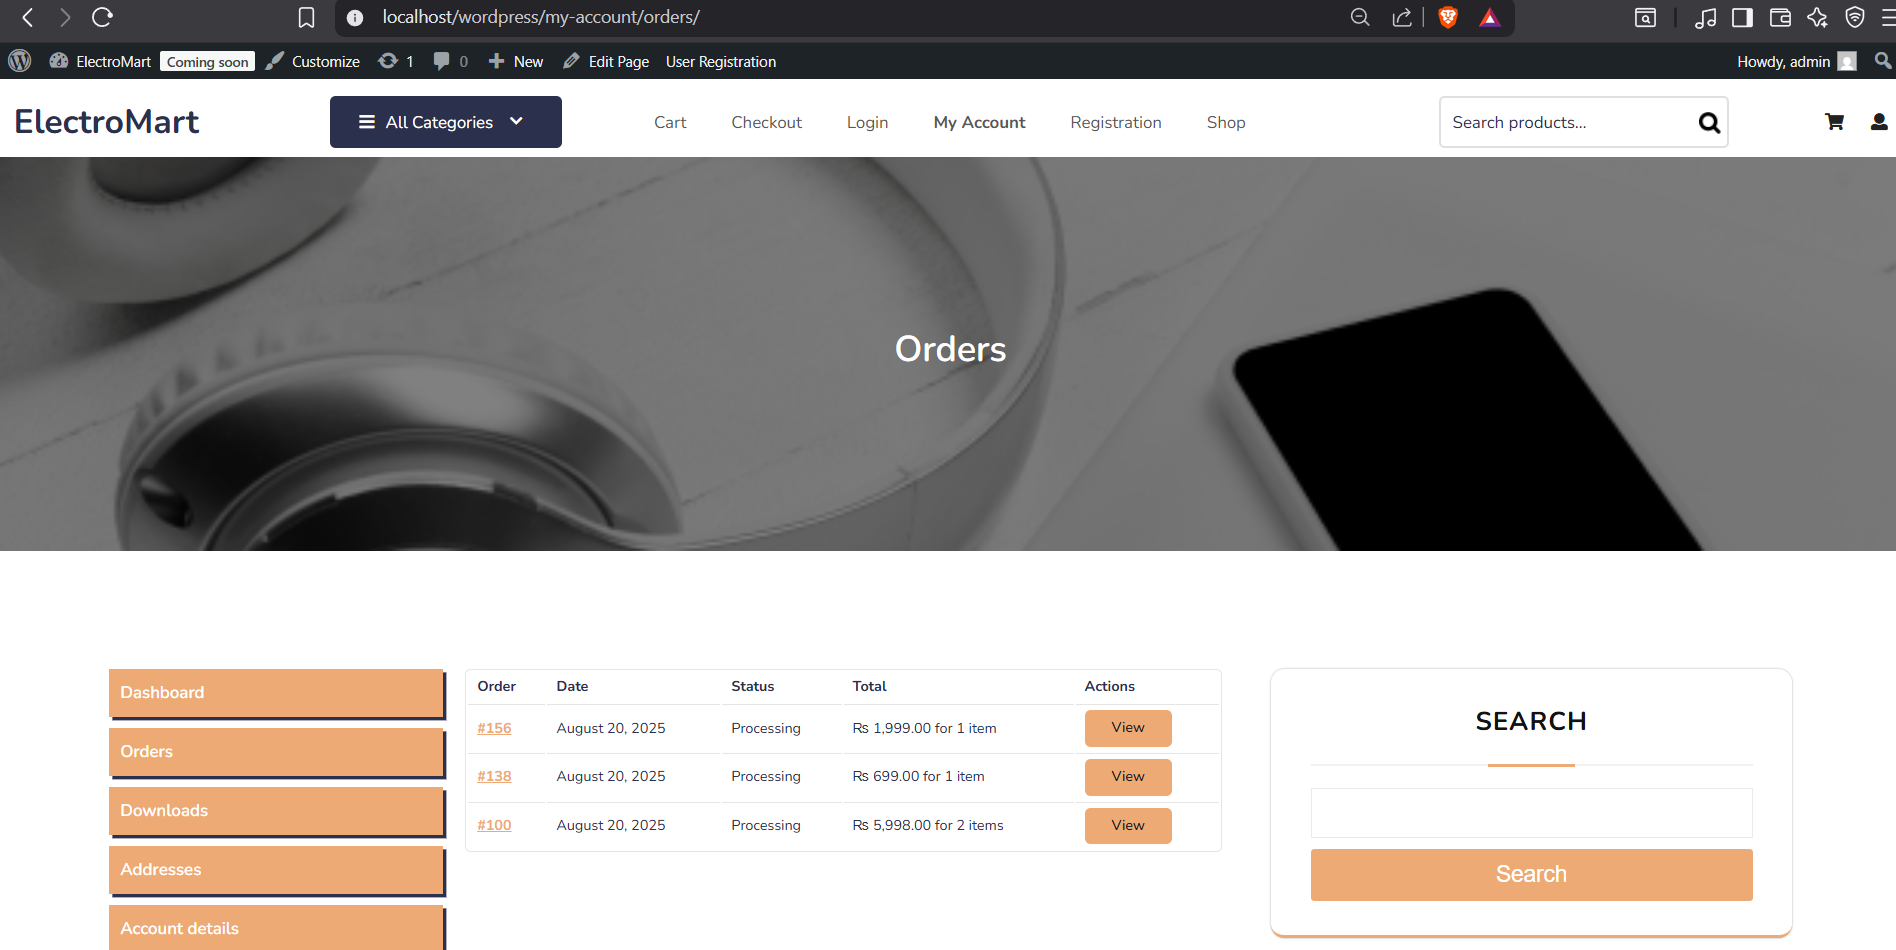 localhost/wordpress/my-account/orders/
ElectroMart Coming soon Customize 1 0 New Edit Page User Registration Howdy, admin
ElectroMart All Categories Cart Checkout Login My Account Registration Shop Search products...
Orders
Dashboard
Orders
Downloads
Addresses
Account details
Order Date Status Total Actions
#156 August 20, 2025 Processing ₨ 1,999.00 for 1 item View
#138 August 20, 2025 Processing ₨ 699.00 for 1 item View
#100 August 20, 2025 Processing ₨ 5,998.00 for 2 items View
SEARCH
Search